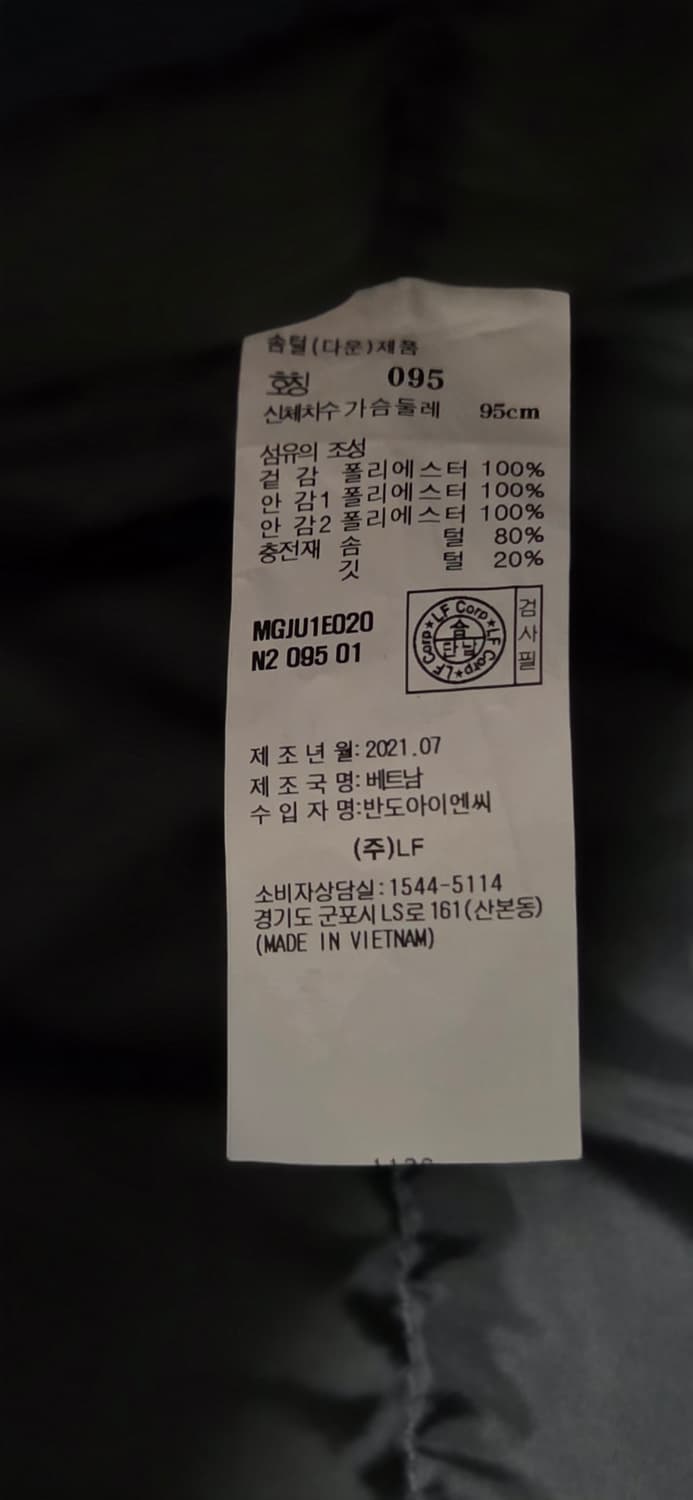 솜털(다운)제품
호칭 095
신체치수가슴둘레 95cm
섬유의 조성
겉 감 폴리에스터 100%
안 감1 폴리에스터 100%
안 감2 폴리에스터 100%
충전재 솜 털 80%
깃 털 20%
MGJU1E020
N2 095 01
LF Corp★LF Corp★LF Corp★
검사필
제 조 년 월: 2021.07
제 조 국 명: 베트남
수 입 자 명:반도아이엔씨
(주)LF
소비자상담실:1544-5114
경기도 군포시 LS로 161(산본동)
(MADE IN VIETNAM)